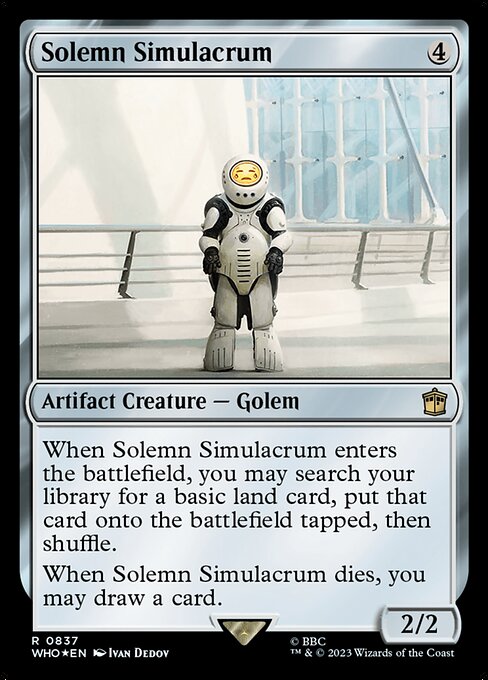 Solemn Simulacrum
4
Artifact Creature — Golem
When Solemn Simulacrum enters
the battlefield, you may search your
library for a basic land card, put that
card onto the battlefield tapped, then
shuffle.
When Solemn Simulacrum dies, you
may draw a card.
2/2
R 0837
WHO★EN Ivan Dedov
© BBC
™ & © 2023 Wizards of the Coast